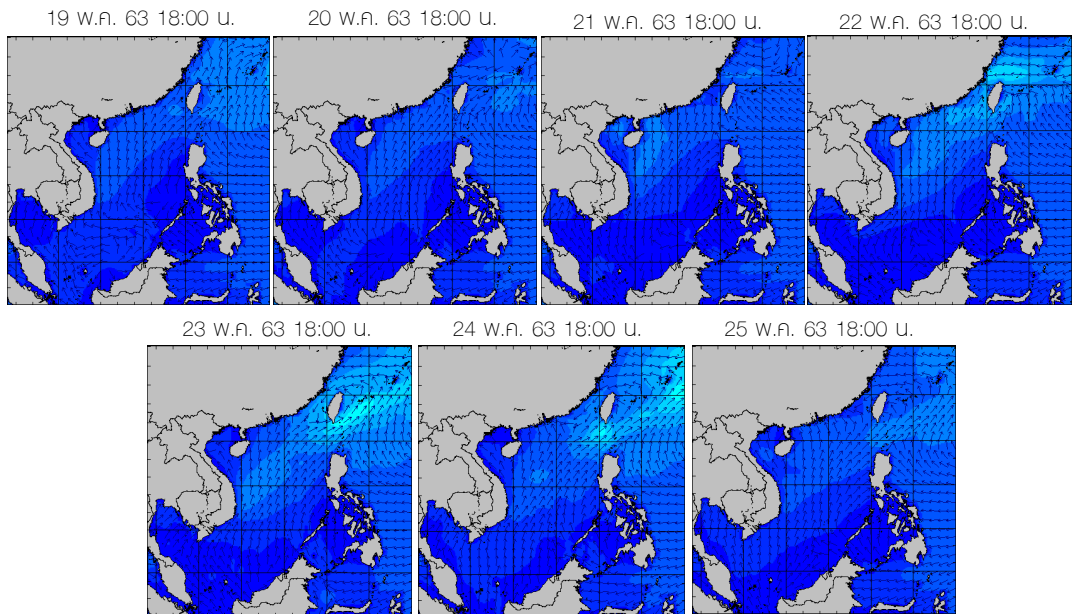 19 พ.ค. 63 18:00 น.
20 พ.ค. 63 18:00 น.
21 พ.ค. 63 18:00 น.
22 พ.ค. 63 18:00 น.
23 พ.ค. 63 18:00 น.
24 พ.ค. 63 18:00 น.
25 พ.ค. 63 18:00 น.